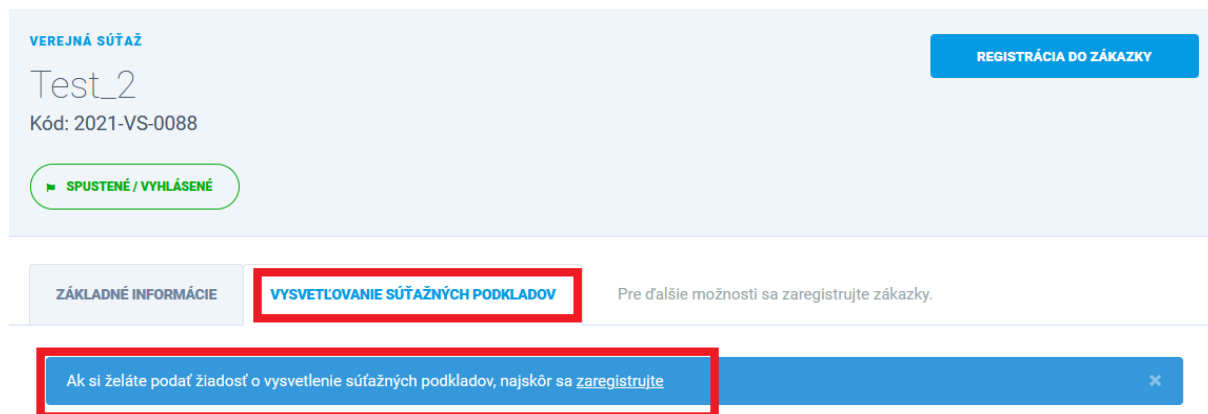 VEREJNÁ SÚŤAŽ
REGISTRÁCIA DO ZÁKAZKY
Test_2
Kód: 2021-VS-0088
SPUSTENÉ / VYHLÁSENÉ
ZÁKLADNÉ INFORMÁCIE
VYSVETĽOVANIE SÚŤAŽNÝCH PODKLADOV
Pre ďalšie možnosti sa zaregistrujte zákazky.
Ak si želáte podať žiadosť o vysvetlenie súťažných podkladov, najskôr sa zaregistrujte